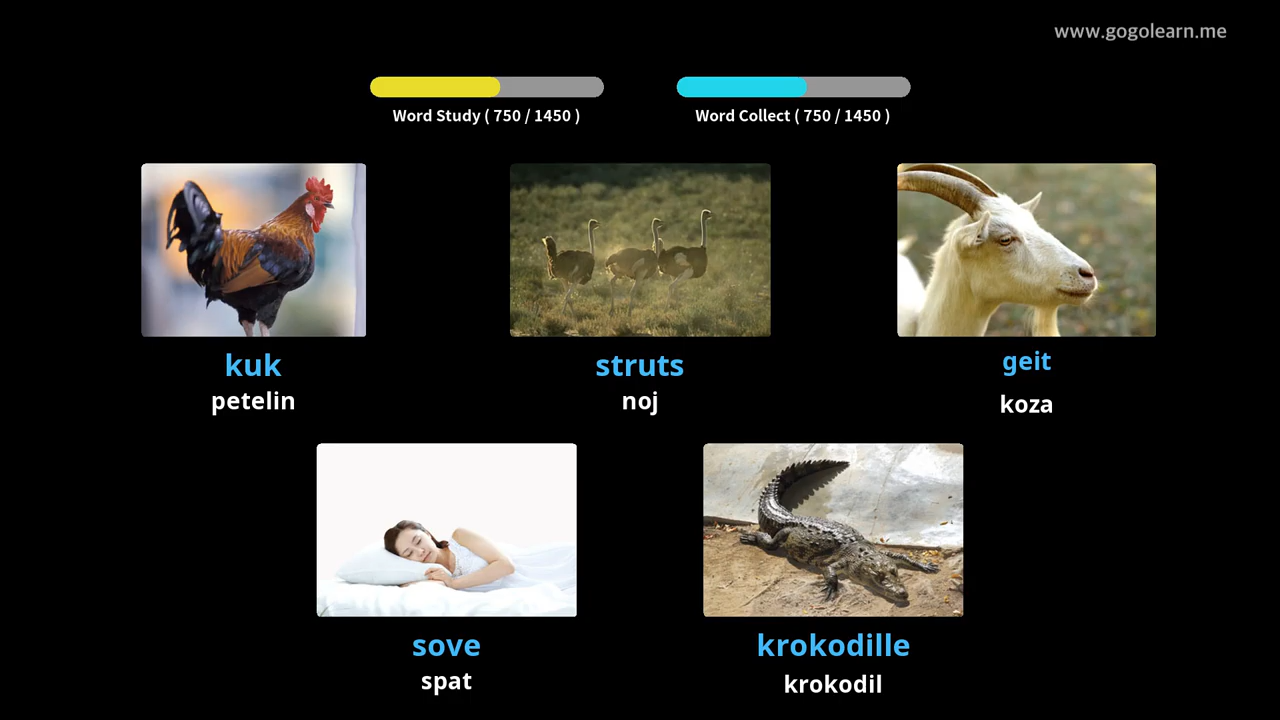 www.gogolearn.me
Word Study ( 750 / 1450 )
Word Collect ( 750 / 1450 )
kuk
petelin
struts
noj
geit
koza
sove
spat
krokodille
krokodil